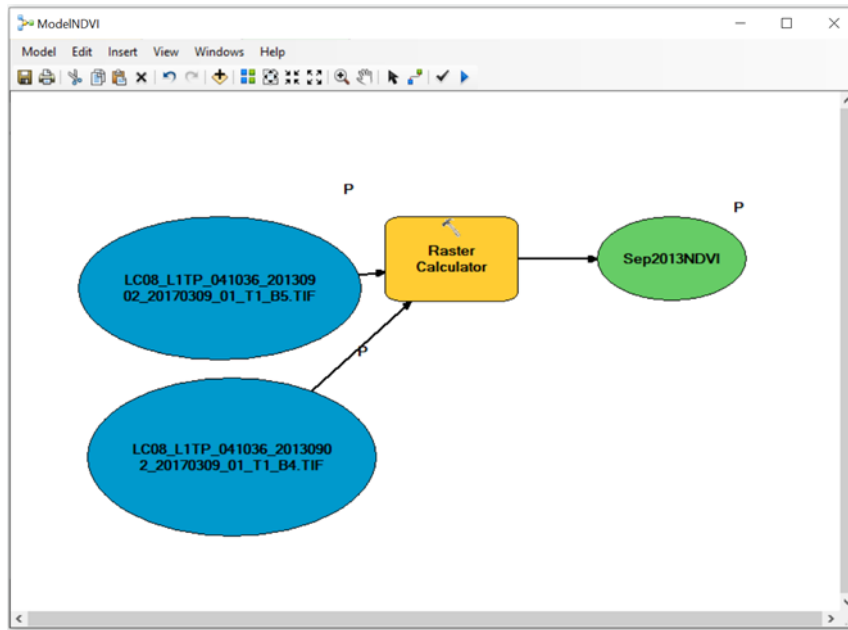 ModelNDVI
Model Edit Insert View Windows Help
P
P
LC08_L1TP_041036_201309
02_20170309_01_T1_B5.TIF
Raster
Calculator
Sep2013NDVI
P
LC08_L1TP_041036_2013090
2_20170309_01_T1_B4.TIF